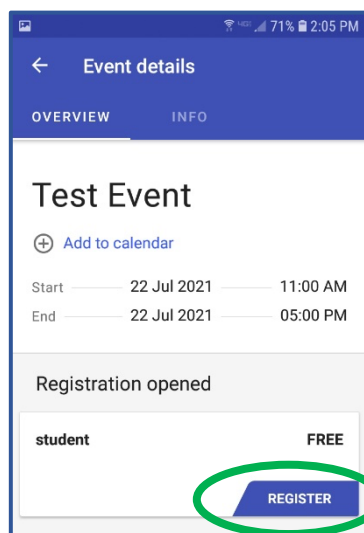 71% 2:05 PM
Event details
OVERVIEW INFO
Test Event
Add to calendar
Start 22 Jul 2021 11:00 AM
End 22 Jul 2021 05:00 PM
Registration opened
student FREE
REGISTER